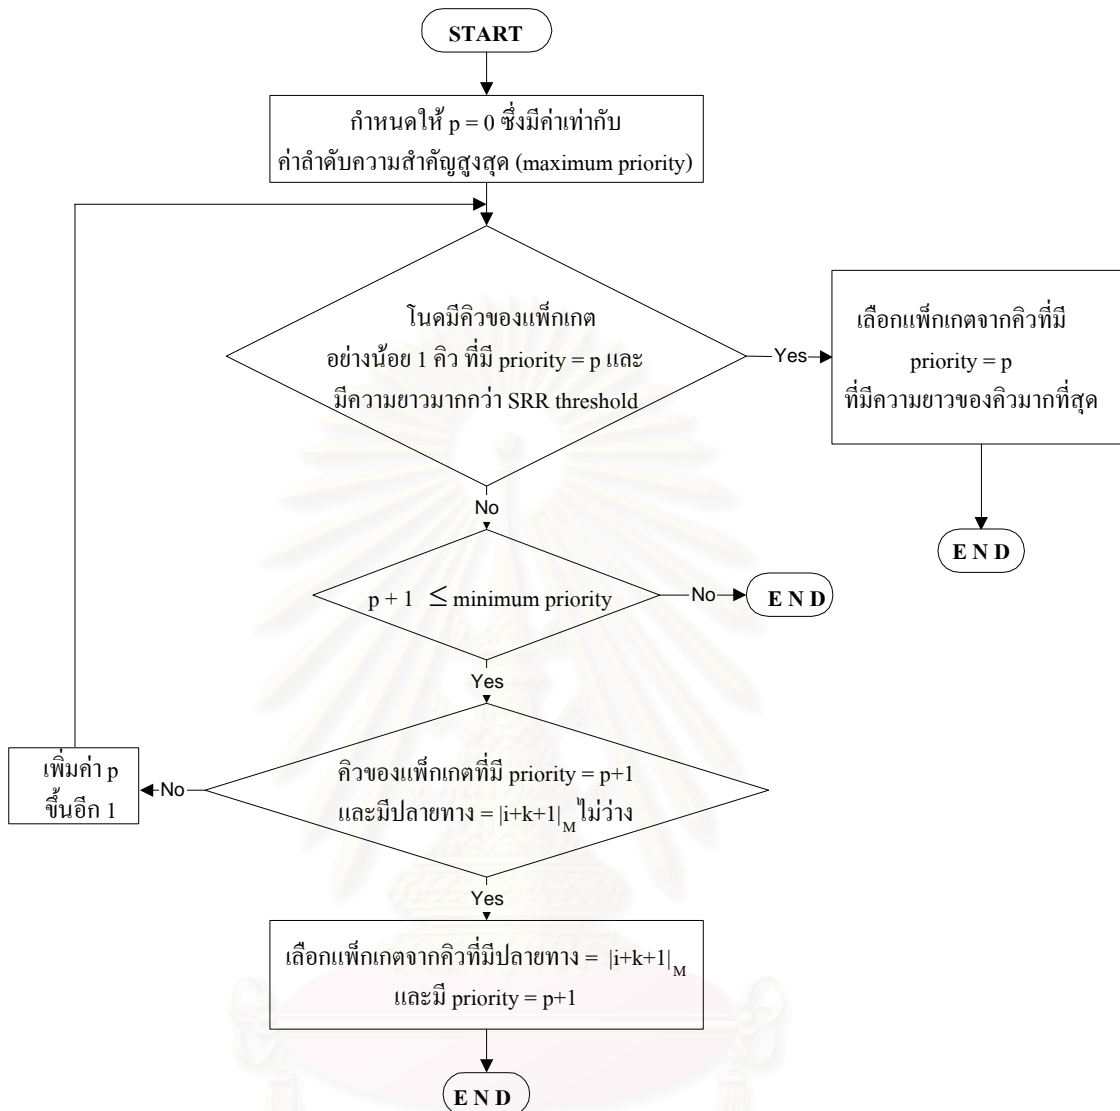 START
กำหนดให้ p = 0 ซึ่งมีค่าเท่ากับ
ค่าลำดับความสำคัญสูงสุด (maximum priority)
โนดมีคิวของแพ็กเกต
อย่างน้อย 1 คิว ที่มี priority = p และ
มีความยาวมากกว่า SRR threshold
Yes
เลือกแพ็กเกตจากคิวที่มี
priority = p
ที่มีความยาวของคิวมากที่สุด
END
No
p + 1 ≤ minimum priority
No
END
Yes
คิวของแพ็กเกตที่มี priority = p+1
และมีปลายทาง = |i+k+1|M ไม่ว่าง
No
เพิ่มค่า p
ขึ้นอีก 1
Yes
เลือกแพ็กเกตจากคิวที่มีปลายทาง = |i+k+1|M
และมี priority = p+1
END